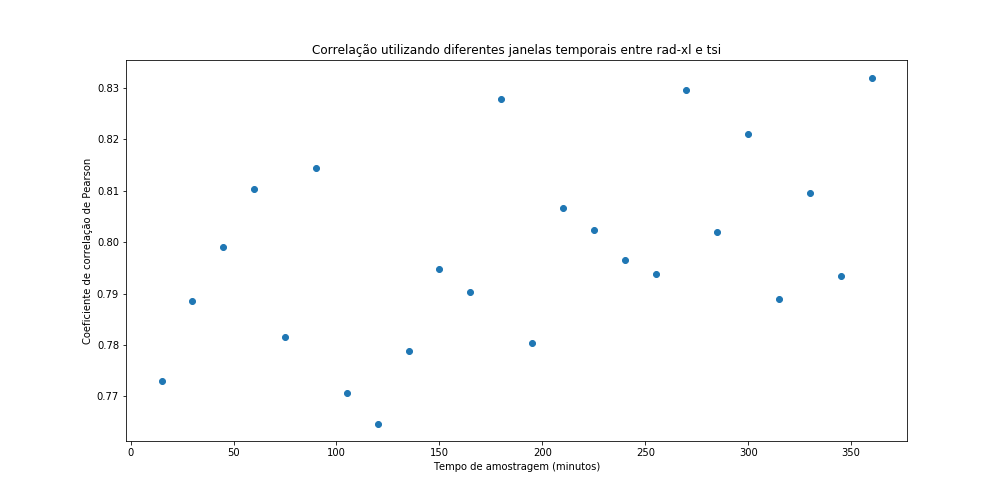 Correlação utilizando diferentes janelas temporais entre rad-xl e tsi
0.83
0.82
0.81
0.80
0.79
0.78
0.77
Coeficiente de correlação de Pearson
0 50 100 150 200 250 300 350
Tempo de amostragem (minutos)